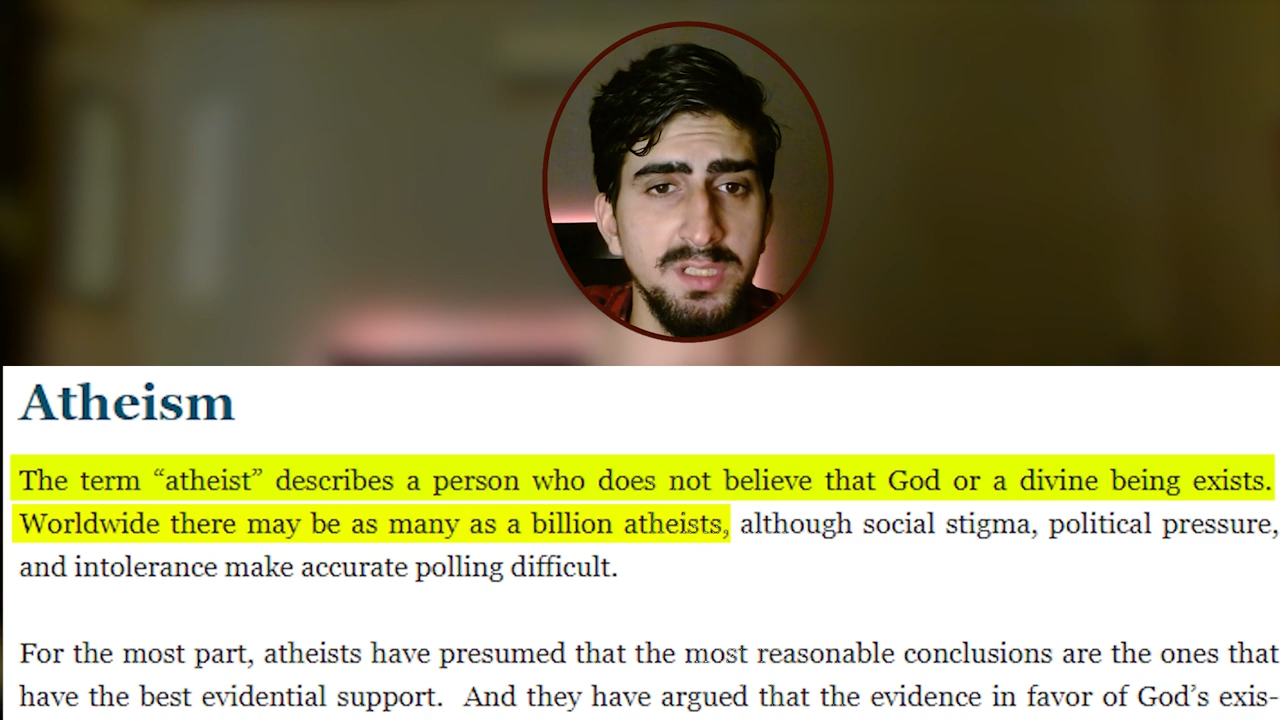 Atheism
The term “atheist” describes a person who does not believe that God or a divine being exists.
Worldwide there may be as many as a billion atheists, although social stigma, political pressure,
and intolerance make accurate polling difficult.
For the most part, atheists have presumed that the most reasonable conclusions are the ones that
have the best evidential support.  And they have argued that the evidence in favor of God’s exis-